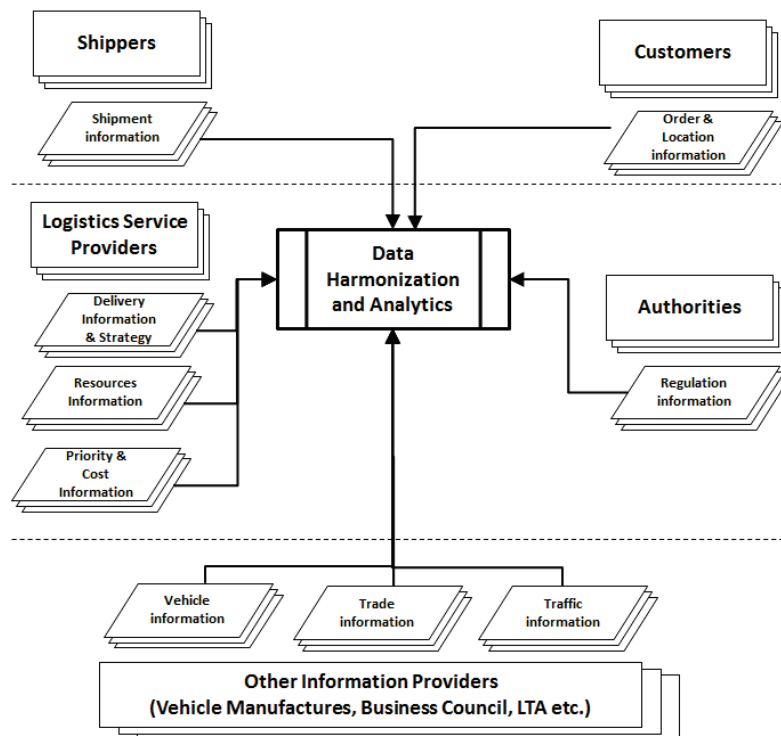 Shippers
Shipment
information
Customers
Order &
Location
information
Logistics Service
Providers
Delivery
Information
& Strategy
Resources
Information
Priority &
Cost
Information
Data
Harmonization
and Analytics
Authorities
Regulation
information
Vehicle
information
Trade
information
Traffic
information
Other Information Providers
(Vehicle Manufactures, Business Council, LTA etc.)